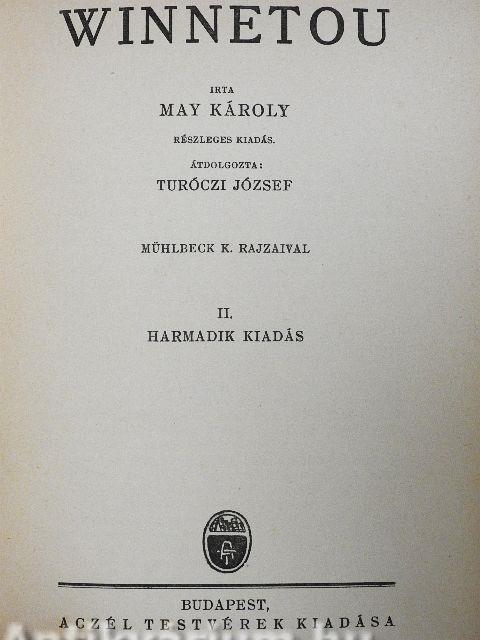 WINNETOU
IRTA
MAY KÁROLY
RÉSZLEGES KIADÁS.
ÁTDOLGOZTA:
TURÓCZI JÓZSEF
MÜHLBECK K. RAJZAIVAL
II.
HARMADIK KIADÁS
BUDAPEST,
ACZÉL TESTVÉREK KIADÁSA